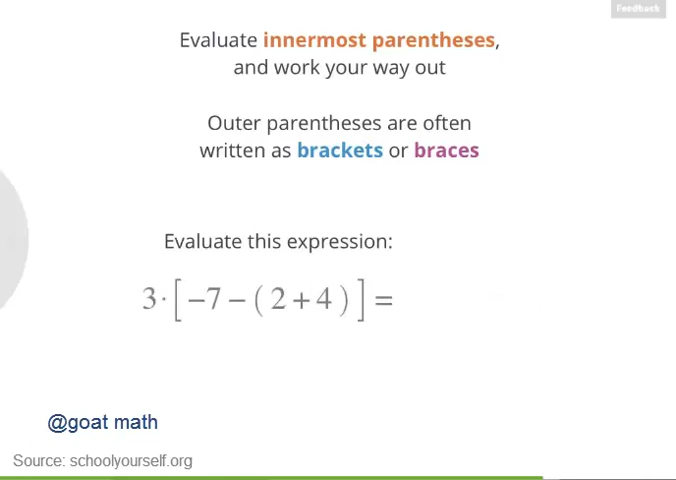 Feedback
Evaluate innermost parentheses,
and work your way out
Outer parentheses are often
written as brackets or braces
Evaluate this expression:
3·[−7−(2+4)]=
@goat math
Source: schoolyourself.org